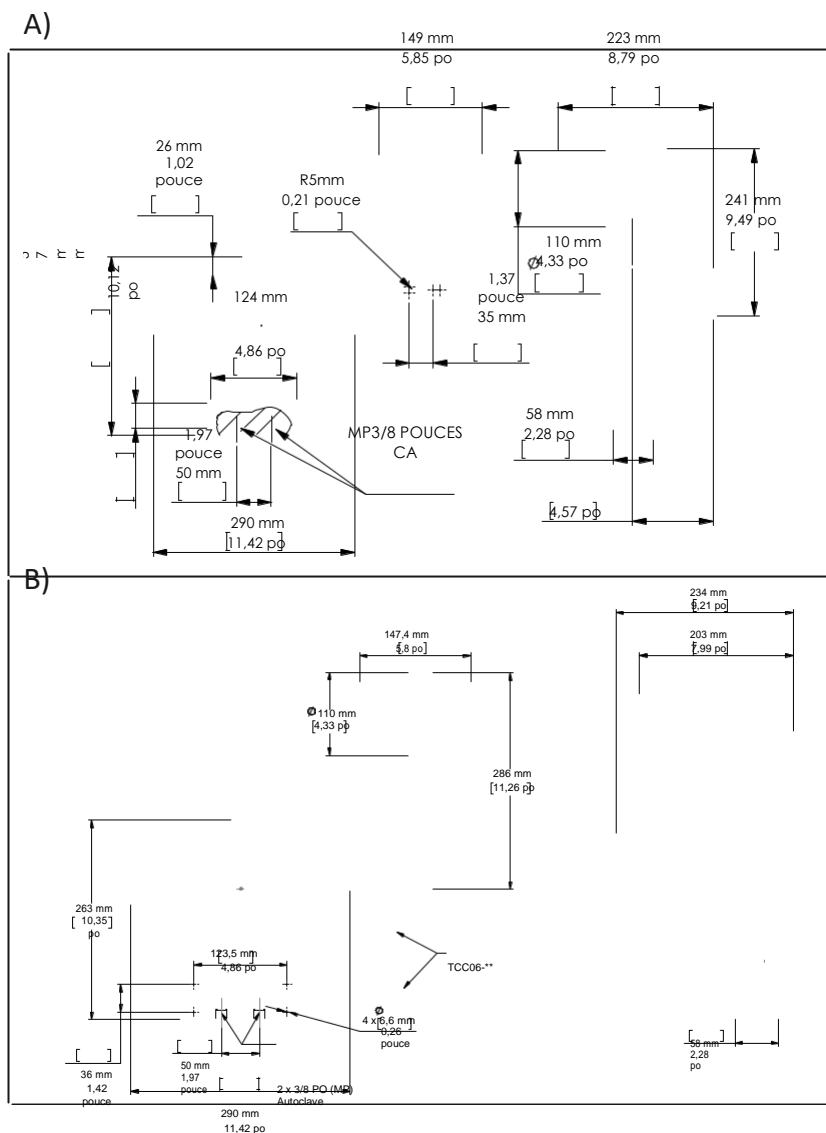 A)
149 mm
5,85 po
223 mm
8,79 po
26 mm
1,02
pouce
R5mm
0,21 pouce
241 mm
9,49 po
10,12
po
124 mm
4,86 po
110 mm
Ø4,33 po
1,37
pouce
35 mm
1,97
pouce
50 mm
MP3/8 POUCES
CA
58 mm
2,28 po
290 mm
[11,42 po]
[4,57 po]
B)
234 mm
[9,21 po]
147,4 mm
[5,8 po]
203 mm
[7,99 po]
Ø110 mm
[4,33 po]
286 mm
[11,26 po]
263 mm
[10,35]
po
123,5 mm
4,86 po
TCC06-**
Ø
4 x 6,6 mm
0,26
pouce
58 mm
2,28
po
36 mm
1,42
pouce
50 mm
1,97
pouce
2 x 3/8 PO (MP)
Autoclave
290 mm
11,42 po